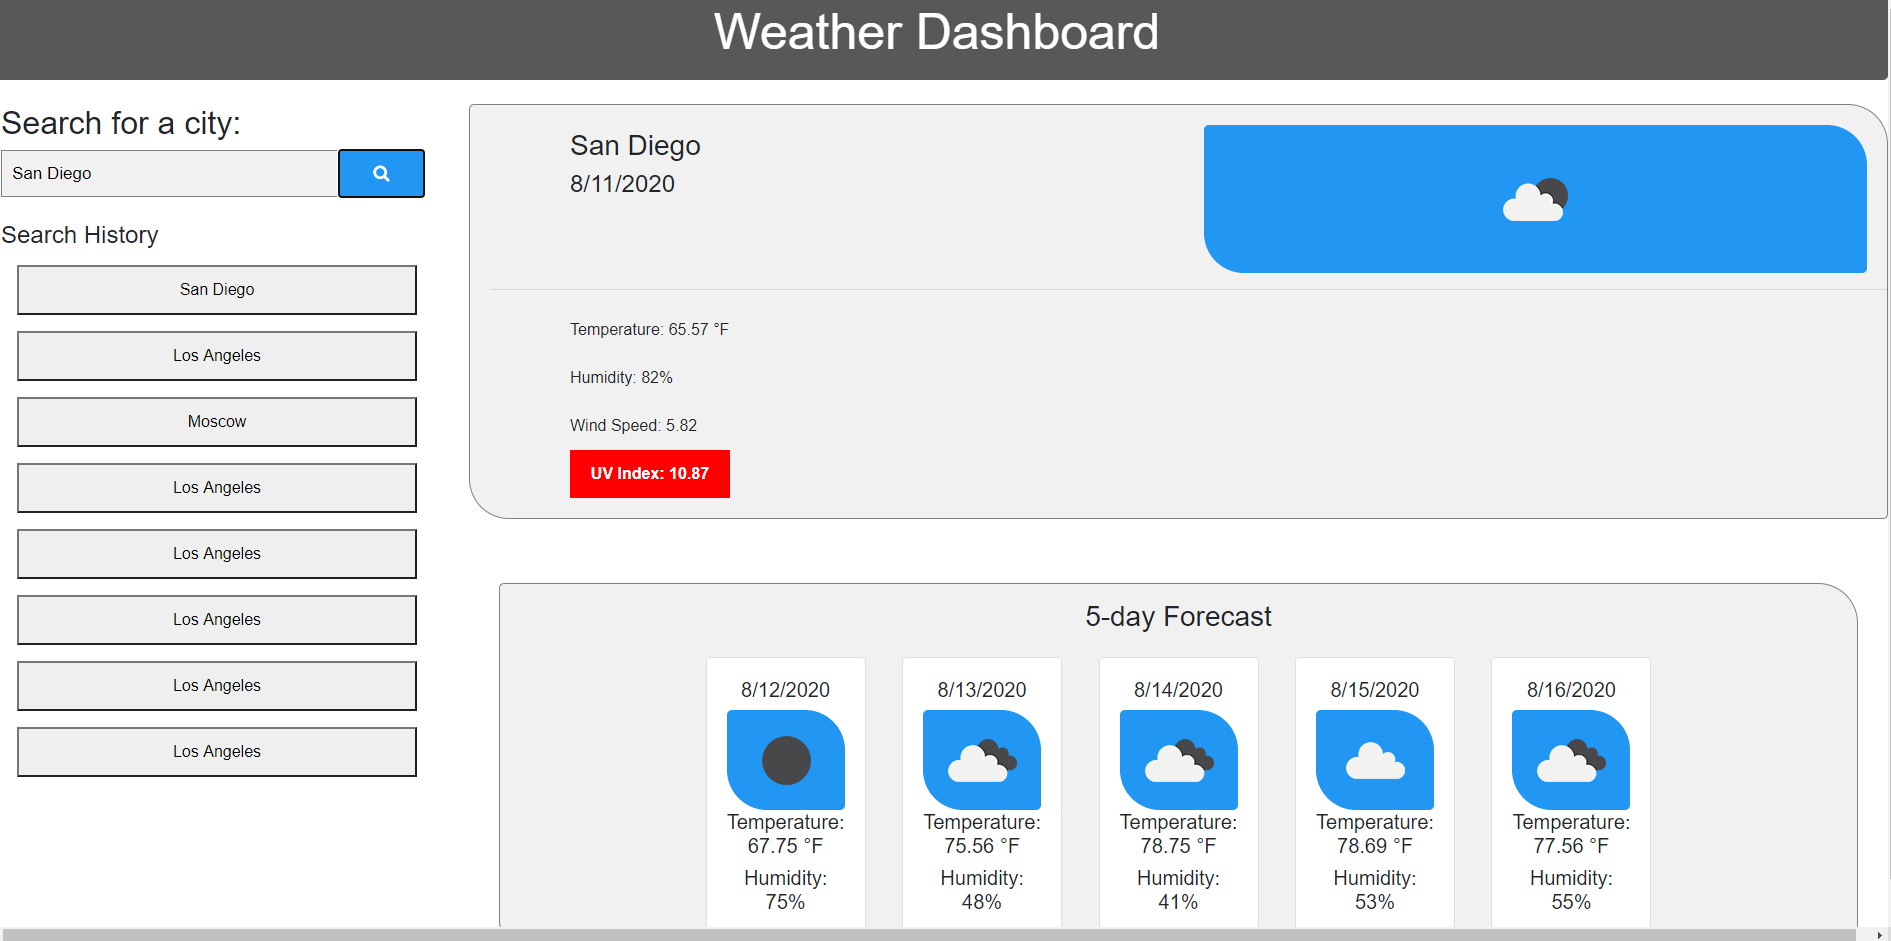 Weather Dashboard
Search for a city:
San Diego
Search History
San Diego
Los Angeles
Moscow
Los Angeles
Los Angeles
Los Angeles
Los Angeles
Los Angeles
San Diego
8/11/2020
Temperature: 65.57 °F
Humidity: 82%
Wind Speed: 5.82
UV Index: 10.87
5-day Forecast
8/12/2020
Temperature:
67.75 °F
Humidity:
75%
8/13/2020
Temperature:
75.56 °F
Humidity:
48%
8/14/2020
Temperature:
78.75 °F
Humidity:
41%
8/15/2020
Temperature:
78.69 °F
Humidity:
53%
8/16/2020
Temperature:
77.56 °F
Humidity:
55%